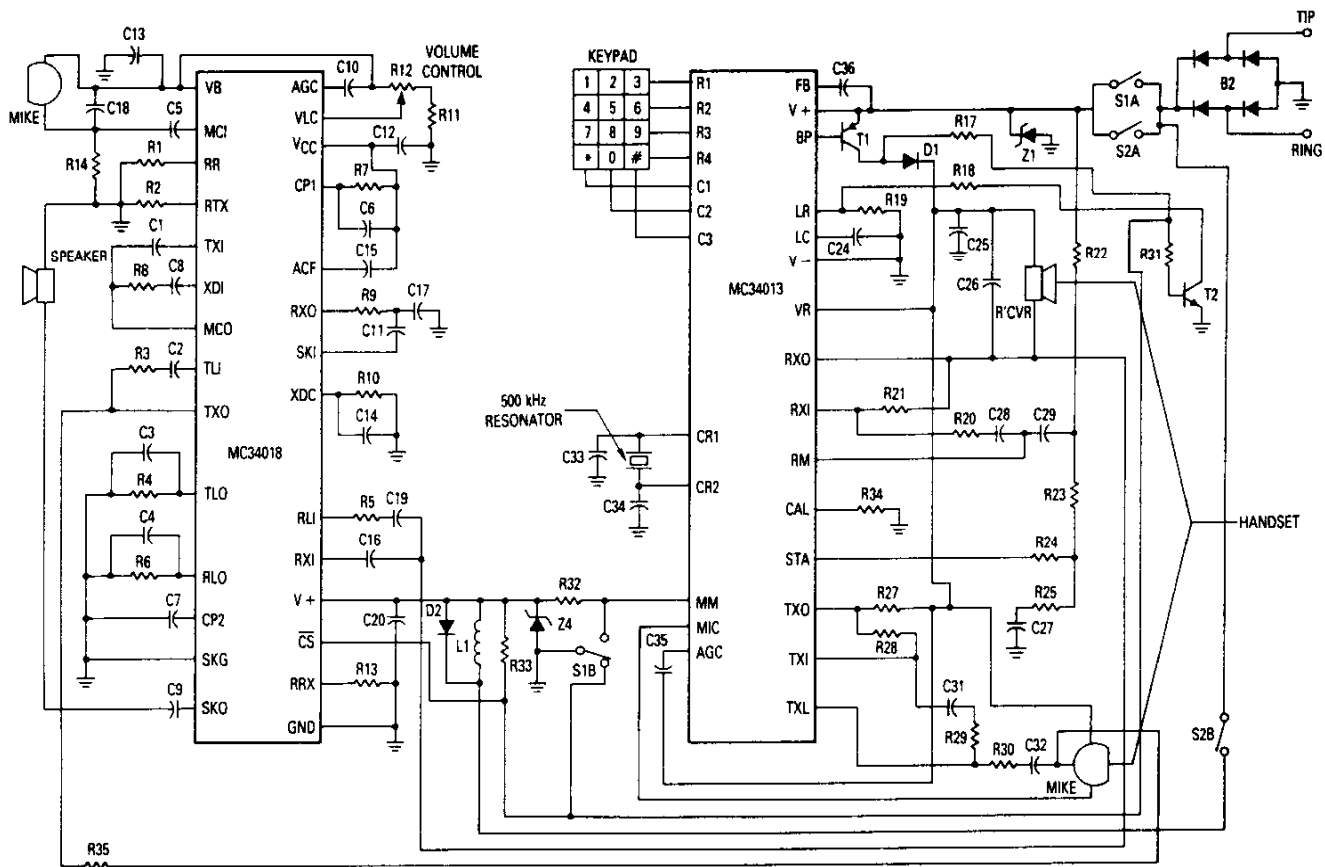 C13
MIKE
C18
C5
R14
R1
R2
C1
SPEAKER
R8
C8
R3
C2
C3
R4
C4
R6
C7
C9
R35
VB
MCI
RR
RTX
TXI
XDI
MCO
TLI
TXO
TLO
RLO
CP2
SKG
SKO
MC34018
AGC
VLC
VCC
CP1
ACF
RXO
SKI
XDC
RLI
RXI
V +
CS
RRX
GND
C10
R12
VOLUME
CONTROL
R11
C12
R7
C6
C15
R9
C17
C11
R10
C14
R5
C19
C16
C20
R13
D2
L1
R33
Z4
R32
S1B
KEYPAD
1 2 3
4 5 6
7 8 9
* 0 #
500 kHz
RESONATOR
C33
C34
C35
R1
R2
R3
R4
C1
C2
C3
CR1
CR2
MM
MIC
AGC
MC34013
FB
V +
BP
LR
LC
V −
VR
RXO
RXI
RM
CAL
STA
TXO
TXI
TXL
C36
T1
R17
D1
Z1
R18
R19
C24
C25
C26
R'CVR
R22
R31
T2
R21
R20
C28
C29
R23
R34
R24
R25
C27
R27
R28
C31
R29
R30
C32
MIKE
HANDSET
S1A
S2A
S2B
B2
TIP
RING